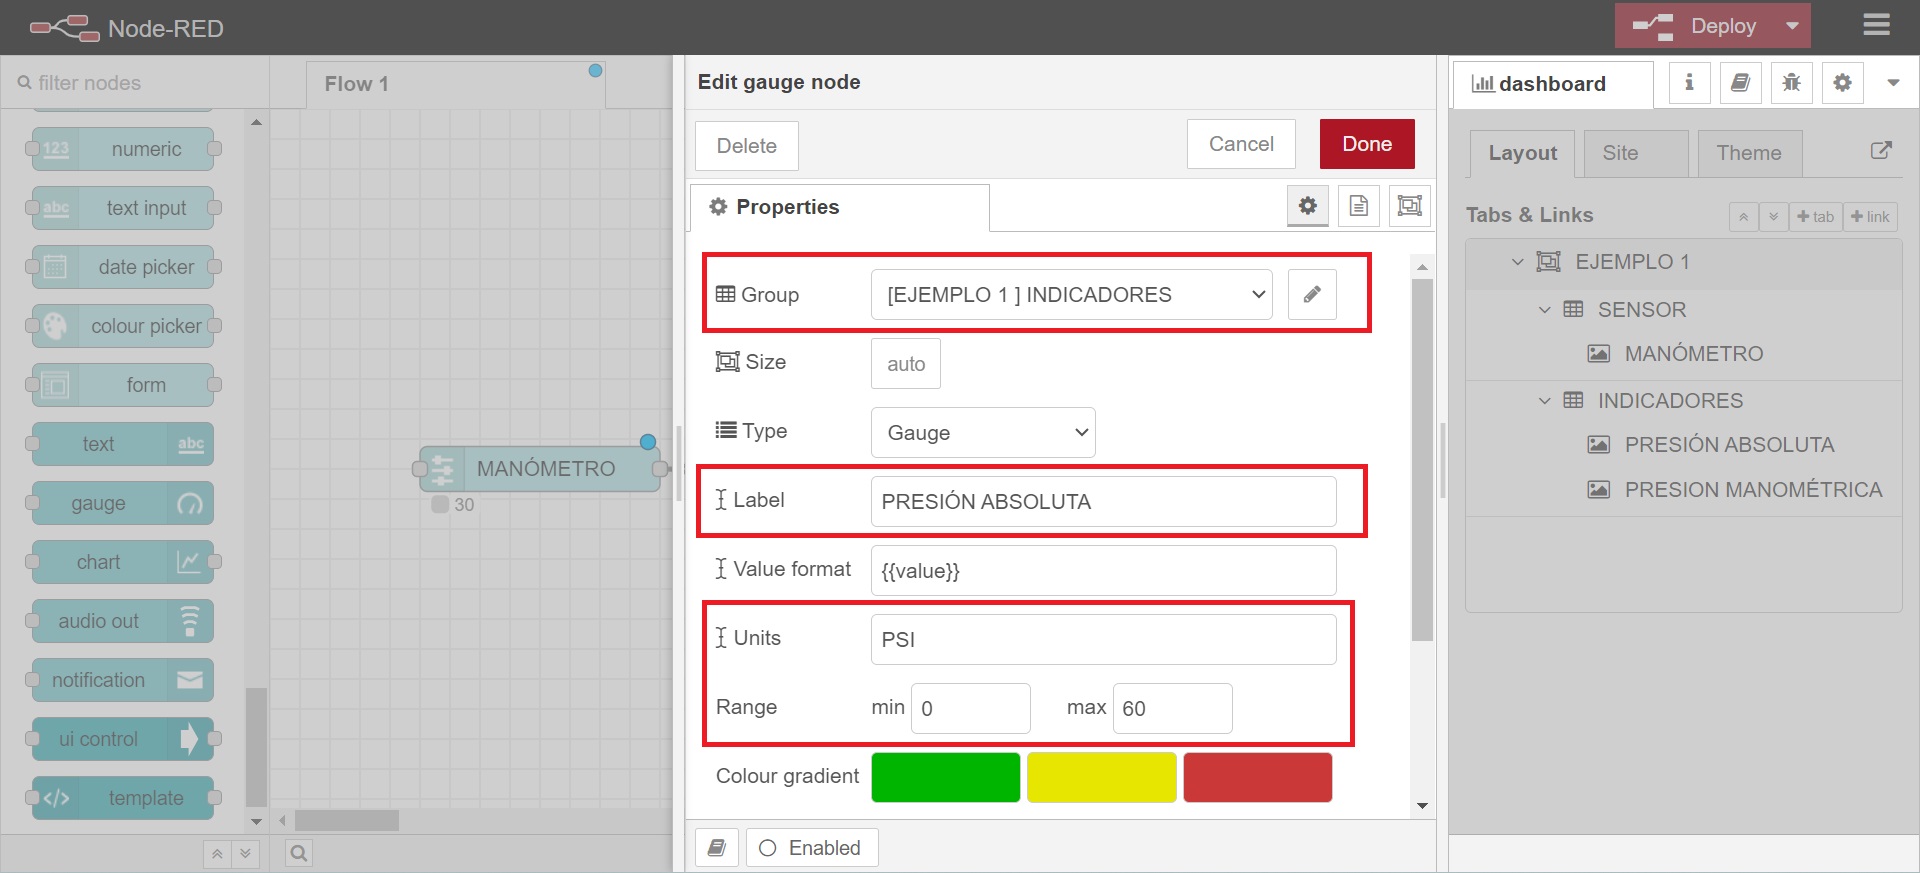 Node-RED
Deploy
filter nodes
Flow 1
Edit gauge node
dashboard
Delete
Cancel
Done
Layout
Site
Theme
Properties
Tabs & Links
tab
link
123
numeric
abc
text input
date picker
colour picker
form
text
abc
gauge
chart
audio out
notification
ui control
</>
template
MANÓMETRO
30
Group
[EJEMPLO 1 ] INDICADORES
Size
auto
Type
Gauge
Label
PRESIÓN ABSOLUTA
Value format
{{value}}
Units
PSI
Range
min
0
max
60
Colour gradient
Enabled
EJEMPLO 1
SENSOR
MANÓMETRO
INDICADORES
PRESIÓN ABSOLUTA
PRESION MANOMÉTRICA